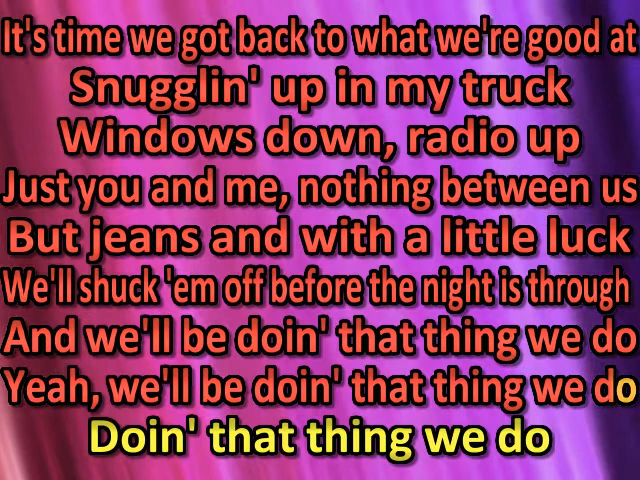 It's time we got back to what we're good at
Snugglin' up in my truck
Windows down, radio up
Just you and me, nothing between us
But jeans and with a little luck
We'll shuck 'em off before the night is through
And we'll be doin' that thing we do
Yeah, we'll be doin' that thing we do
Doin' that thing we do